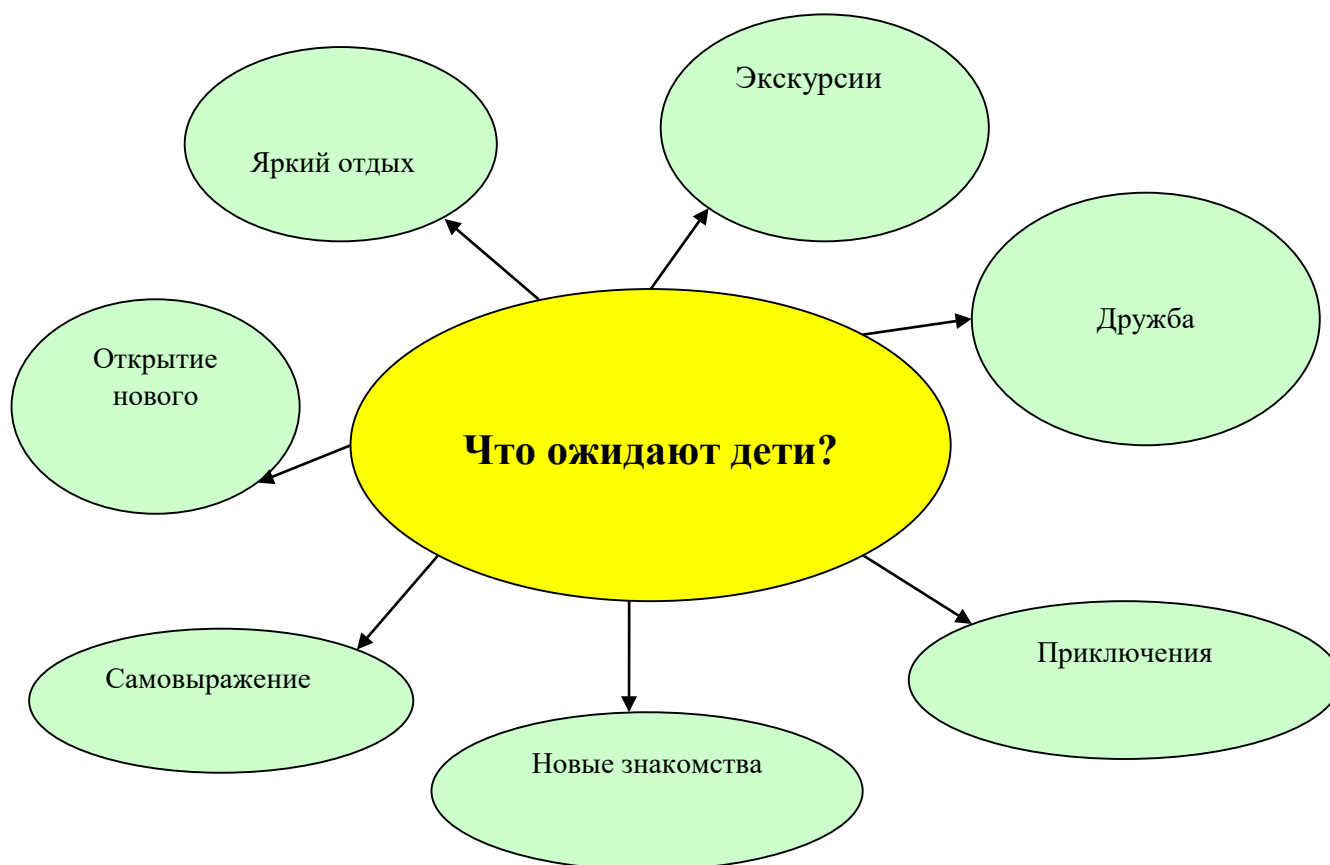 Экскурсии
Яркий отдых
Дружба
Открытие
нового
Что ожидают дети?
Приключения
Самовыражение
Новые знакомства